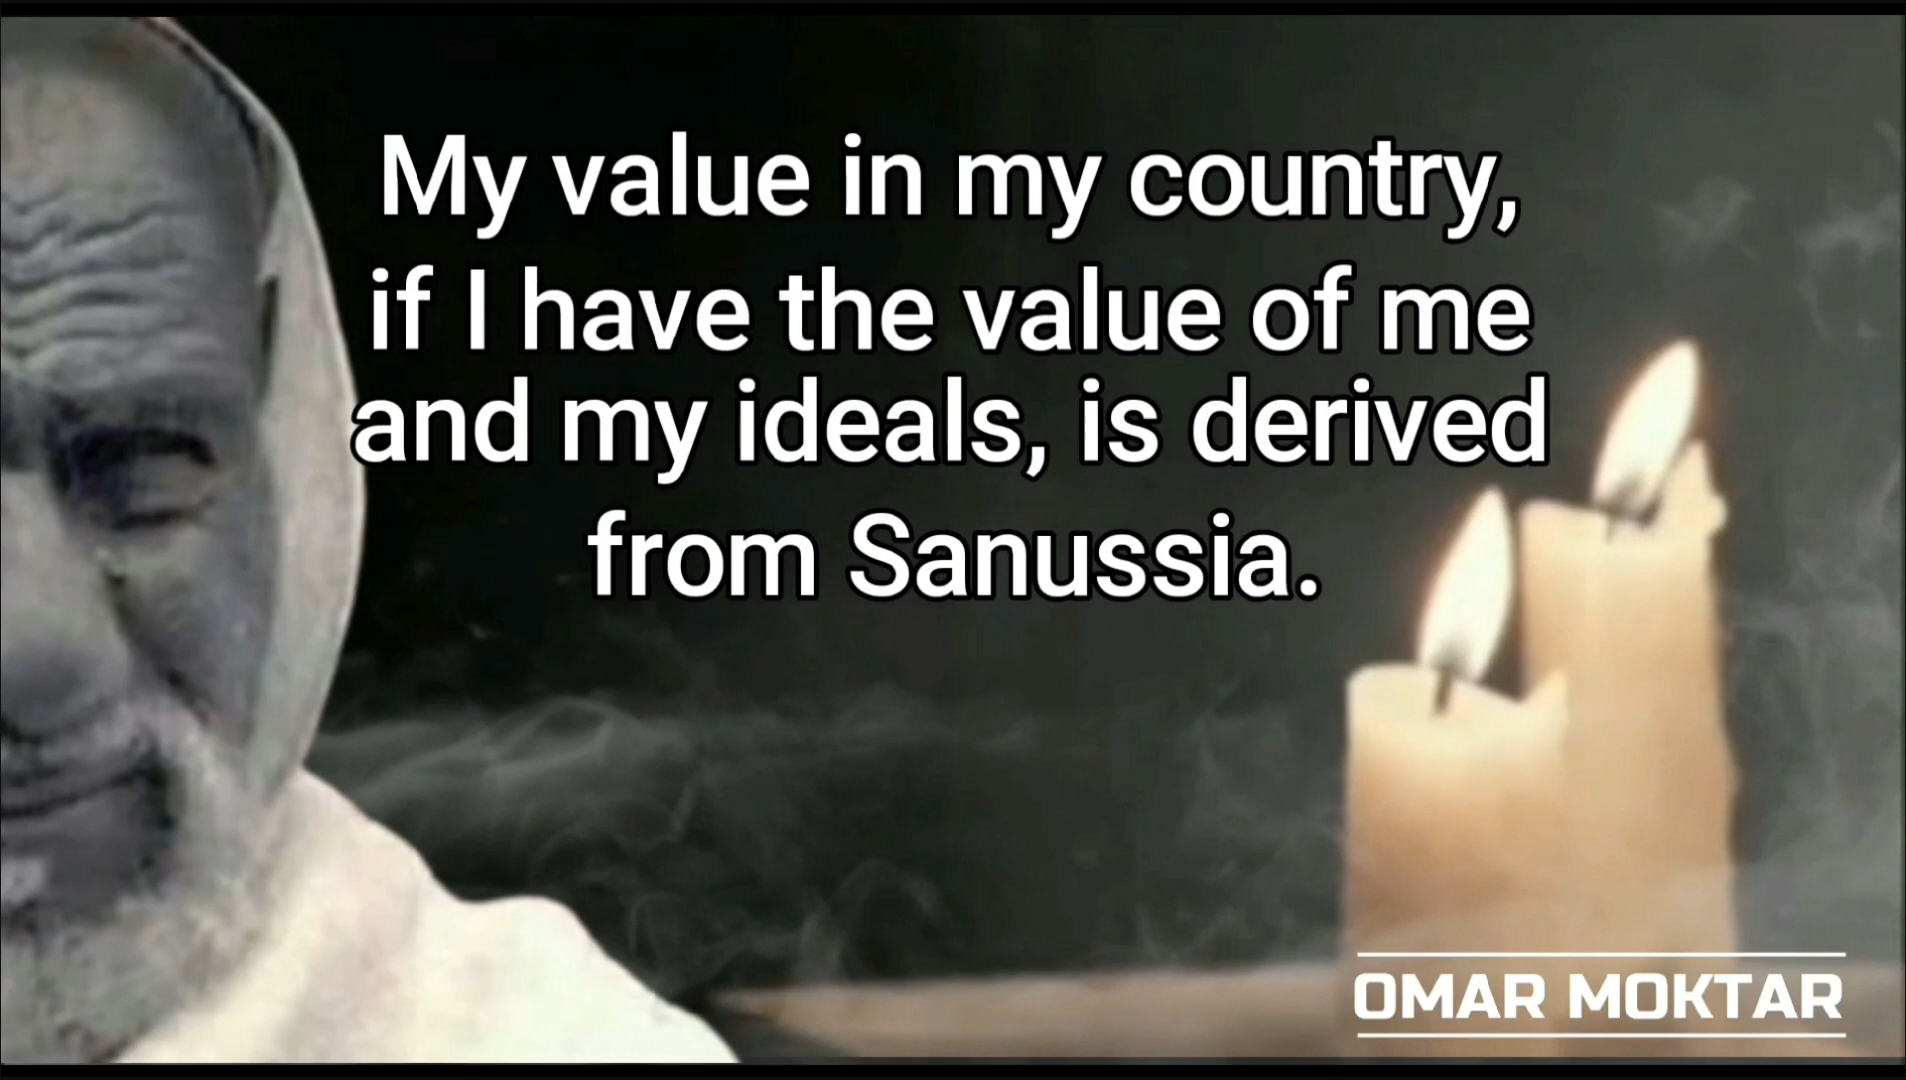 My value in my country,
if I have the value of me
and my ideals, is derived
from Sanussia.
OMAR MOKTAR